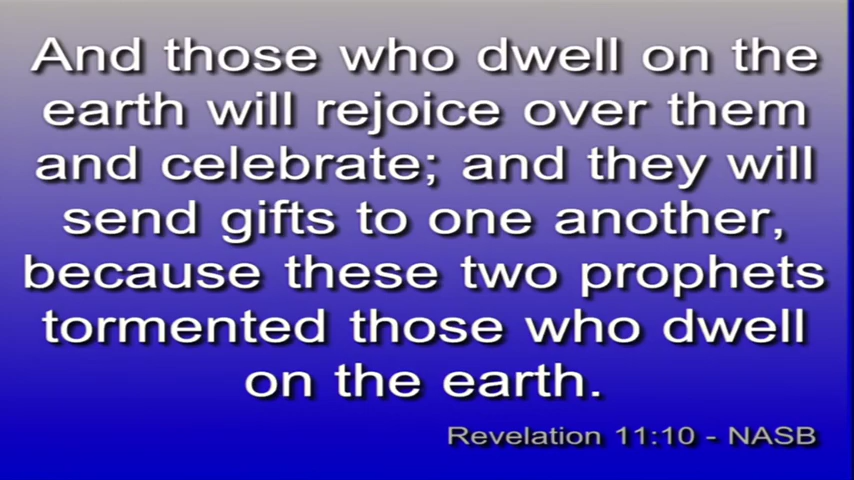 And those who dwell on the
earth will rejoice over them
and celebrate; and they will
send gifts to one another,
because these two prophets
tormented those who dwell
on the earth.
Revelation 11:10 - NASB